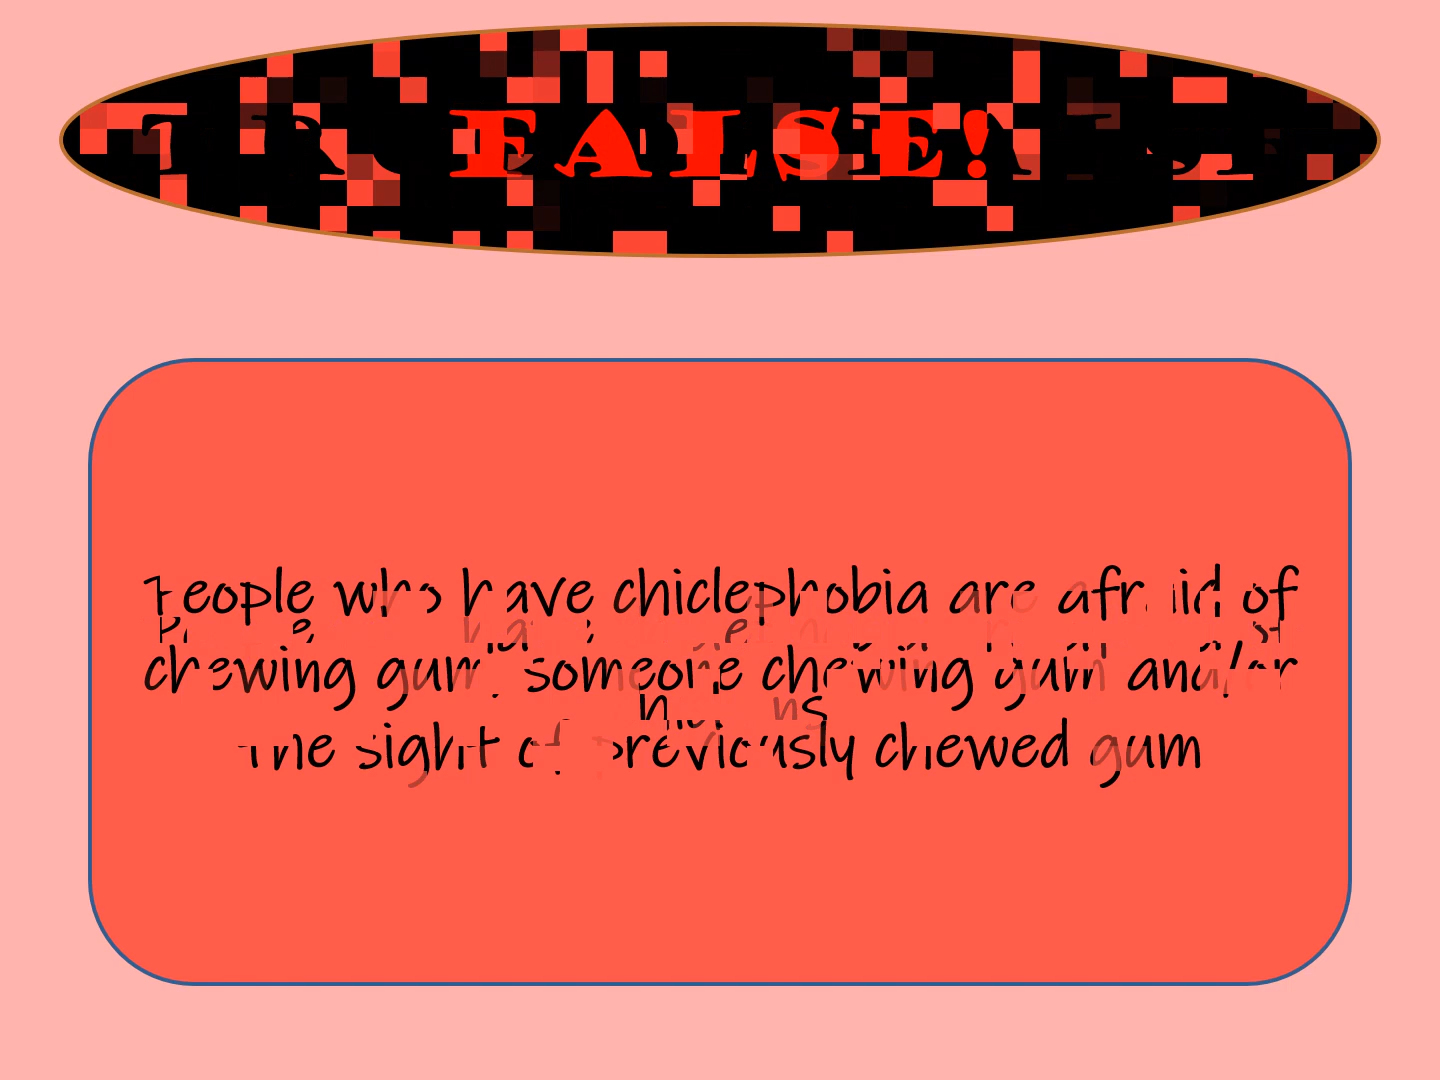 FALSE!
People who have chiclephobia are afraid of
chewing gum, someone chewing gum and/or
the sight of previously chewed gum